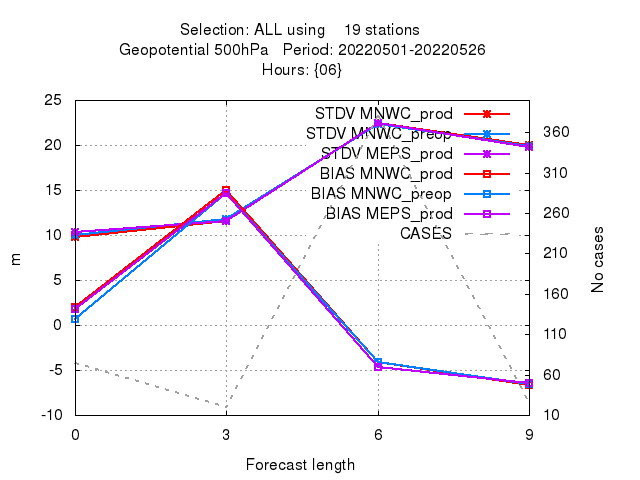 Selection: ALL using    19 stations
Geopotential 500hPa   Period: 20220501-20220526
Hours: {06}
25
20
15
10
5
0
-5
-10
m
STDV MNWC_prod
STDV MNWC_preop
STDV MEPS_prod
BIAS MNWC_prod
BIAS MNWC_preop
BIAS MEPS_prod
CASES
360
310
260
210
160
110
60
10
No cases
0 3 6 9
Forecast length